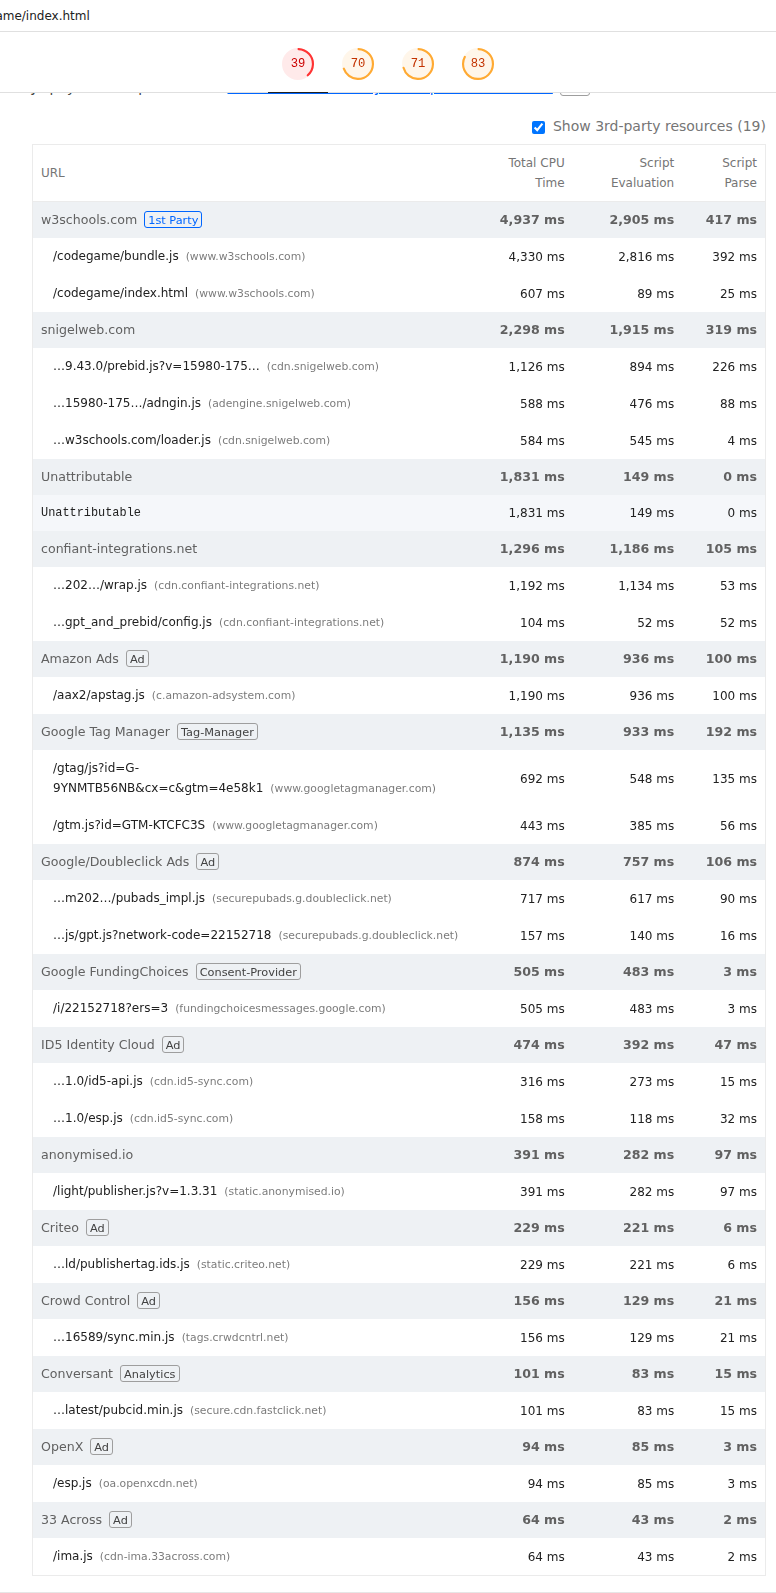 ame/index.html
39 70 71 83
Show 3rd-party resources (19)
URL Total CPU Time Script Evaluation Script Parse
w3schools.com 1st Party 4,937 ms 2,905 ms 417 ms
/codegame/bundle.js (www.w3schools.com) 4,330 ms 2,816 ms 392 ms
/codegame/index.html (www.w3schools.com) 607 ms 89 ms 25 ms
snigelweb.com 2,298 ms 1,915 ms 319 ms
…9.43.0/prebid.js?v=15980-175… (cdn.snigelweb.com) 1,126 ms 894 ms 226 ms
…15980-175…/adngin.js (adengine.snigelweb.com) 588 ms 476 ms 88 ms
…w3schools.com/loader.js (cdn.snigelweb.com) 584 ms 545 ms 4 ms
Unattributable 1,831 ms 149 ms 0 ms
Unattributable 1,831 ms 149 ms 0 ms
confiant-integrations.net 1,296 ms 1,186 ms 105 ms
…202…/wrap.js (cdn.confiant-integrations.net) 1,192 ms 1,134 ms 53 ms
…gpt_and_prebid/config.js (cdn.confiant-integrations.net) 104 ms 52 ms 52 ms
Amazon Ads Ad 1,190 ms 936 ms 100 ms
/aax2/apstag.js (c.amazon-adsystem.com) 1,190 ms 936 ms 100 ms
Google Tag Manager Tag-Manager 1,135 ms 933 ms 192 ms
/gtag/js?id=G-
9YNMTB56NB&cx=c&gtm=4e58k1 (www.googletagmanager.com) 692 ms 548 ms 135 ms
/gtm.js?id=GTM-KTCFC3S (www.googletagmanager.com) 443 ms 385 ms 56 ms
Google/Doubleclick Ads Ad 874 ms 757 ms 106 ms
…m202…/pubads_impl.js (securepubads.g.doubleclick.net) 717 ms 617 ms 90 ms
…js/gpt.js?network-code=22152718 (securepubads.g.doubleclick.net) 157 ms 140 ms 16 ms
Google FundingChoices Consent-Provider 505 ms 483 ms 3 ms
/i/22152718?ers=3 (fundingchoicesmessages.google.com) 505 ms 483 ms 3 ms
ID5 Identity Cloud Ad 474 ms 392 ms 47 ms
…1.0/id5-api.js (cdn.id5-sync.com) 316 ms 273 ms 15 ms
…1.0/esp.js (cdn.id5-sync.com) 158 ms 118 ms 32 ms
anonymised.io 391 ms 282 ms 97 ms
/light/publisher.js?v=1.3.31 (static.anonymised.io) 391 ms 282 ms 97 ms
Criteo Ad 229 ms 221 ms 6 ms
…ld/publishertag.ids.js (static.criteo.net) 229 ms 221 ms 6 ms
Crowd Control Ad 156 ms 129 ms 21 ms
…16589/sync.min.js (tags.crwdcntrl.net) 156 ms 129 ms 21 ms
Conversant Analytics 101 ms 83 ms 15 ms
…latest/pubcid.min.js (secure.cdn.fastclick.net) 101 ms 83 ms 15 ms
OpenX Ad 94 ms 85 ms 3 ms
/esp.js (oa.openxcdn.net) 94 ms 85 ms 3 ms
33 Across Ad 64 ms 43 ms 2 ms
/ima.js (cdn-ima.33across.com) 64 ms 43 ms 2 ms